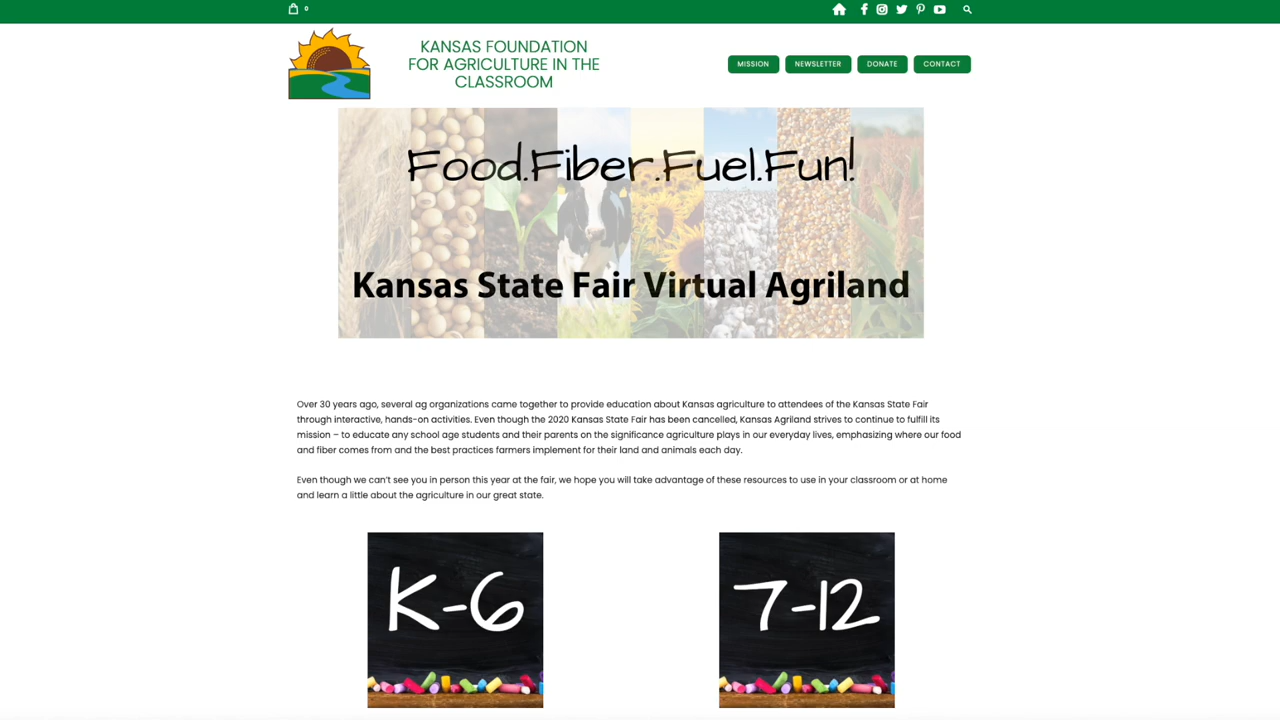 0
KANSAS FOUNDATION
FOR AGRICULTURE IN THE
CLASSROOM
MISSION
NEWSLETTER
DONATE
CONTACT
Food.Fiber.Fuel.Fun!
Kansas State Fair Virtual Agriland
Over 30 years ago, several ag organizations came together to provide education about Kansas agriculture to attendees of the Kansas State Fair
through interactive, hands-on activities. Even though the 2020 Kansas State Fair has been cancelled, Kansas Agriland strives to continue to fulfill its
mission – to educate any school age students and their parents on the significance agriculture plays in our everyday lives, emphasizing where our food
and fiber comes from and the best practices farmers implement for their land and animals each day.
Even though we can't see you in person this year at the fair, we hope you will take advantage of these resources to use in your classroom or at home
and learn a little about the agriculture in our great state.
K-6
7-12